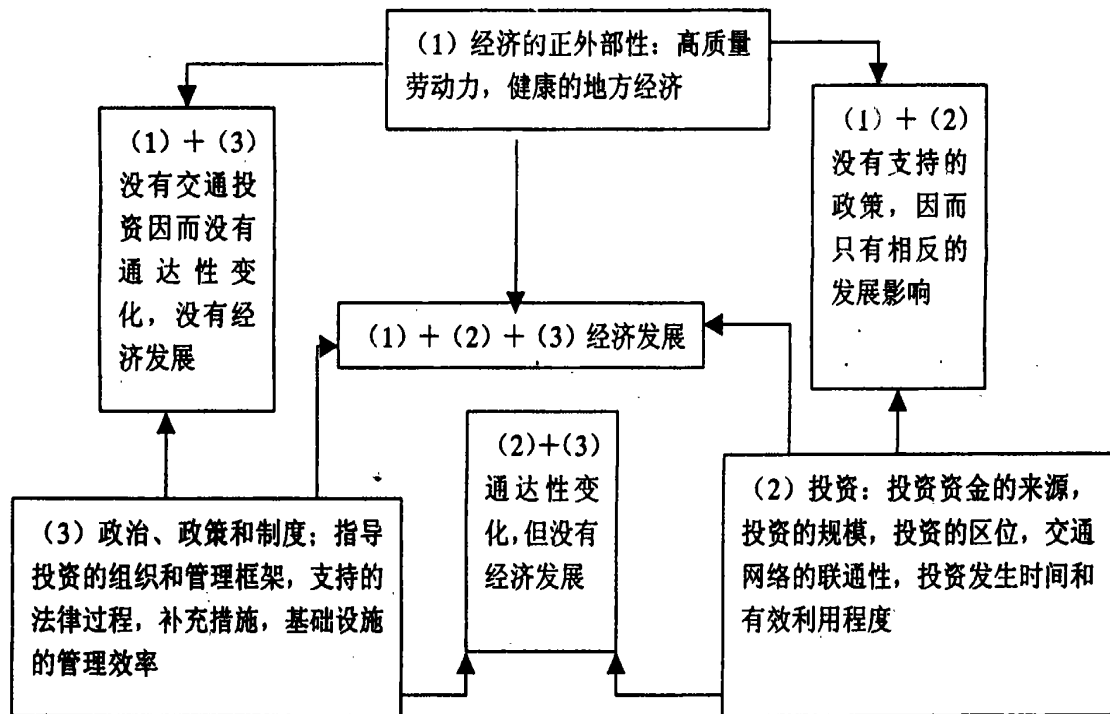 （1）经济的正外部性：高质量
劳动力，健康的地方经济
（1）＋（3）
没有交通投
资因而没有
通达性变
化，没有经
济发展
（1）＋（2）
没有支持的
政策，因而
只有相反的
发展影响
（1）＋（2）＋（3）经济发展
（2）＋（3）
通达性变
化，但没有
经济发展
（3）政治、政策和制度；指导
投资的组织和管理框架，支持的
法律过程，补充措施，基础设施
的管理效率
（2）投资：投资资金的来源，
投资的规模，投资的区位，交通
网络的联通性，投资发生时间和
有效利用程度